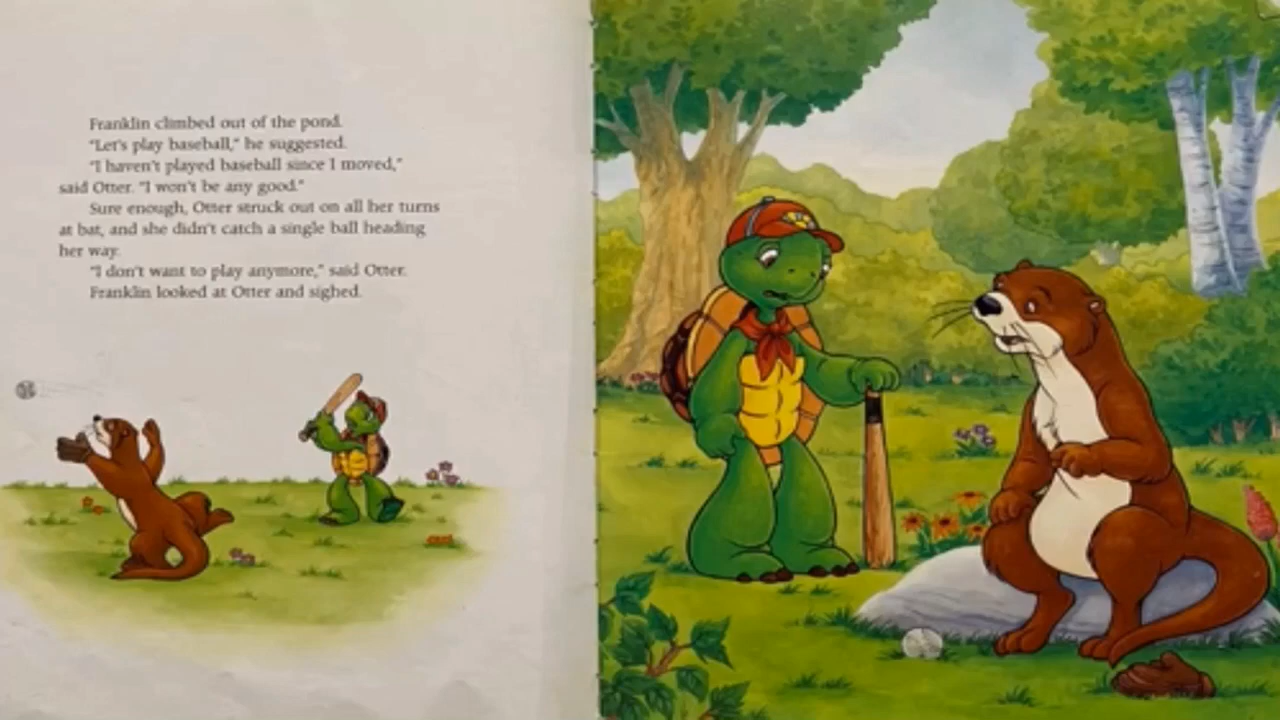 Franklin climbed out of the pond.
"Let's play baseball," he suggested.
"I haven't played baseball since I moved,"
said Otter. "I won't be any good."
Sure enough, Otter struck out on all her turns
at bat, and she didn't catch a single ball heading
her way.
"I don't want to play anymore," said Otter.
Franklin looked at Otter and sighed.